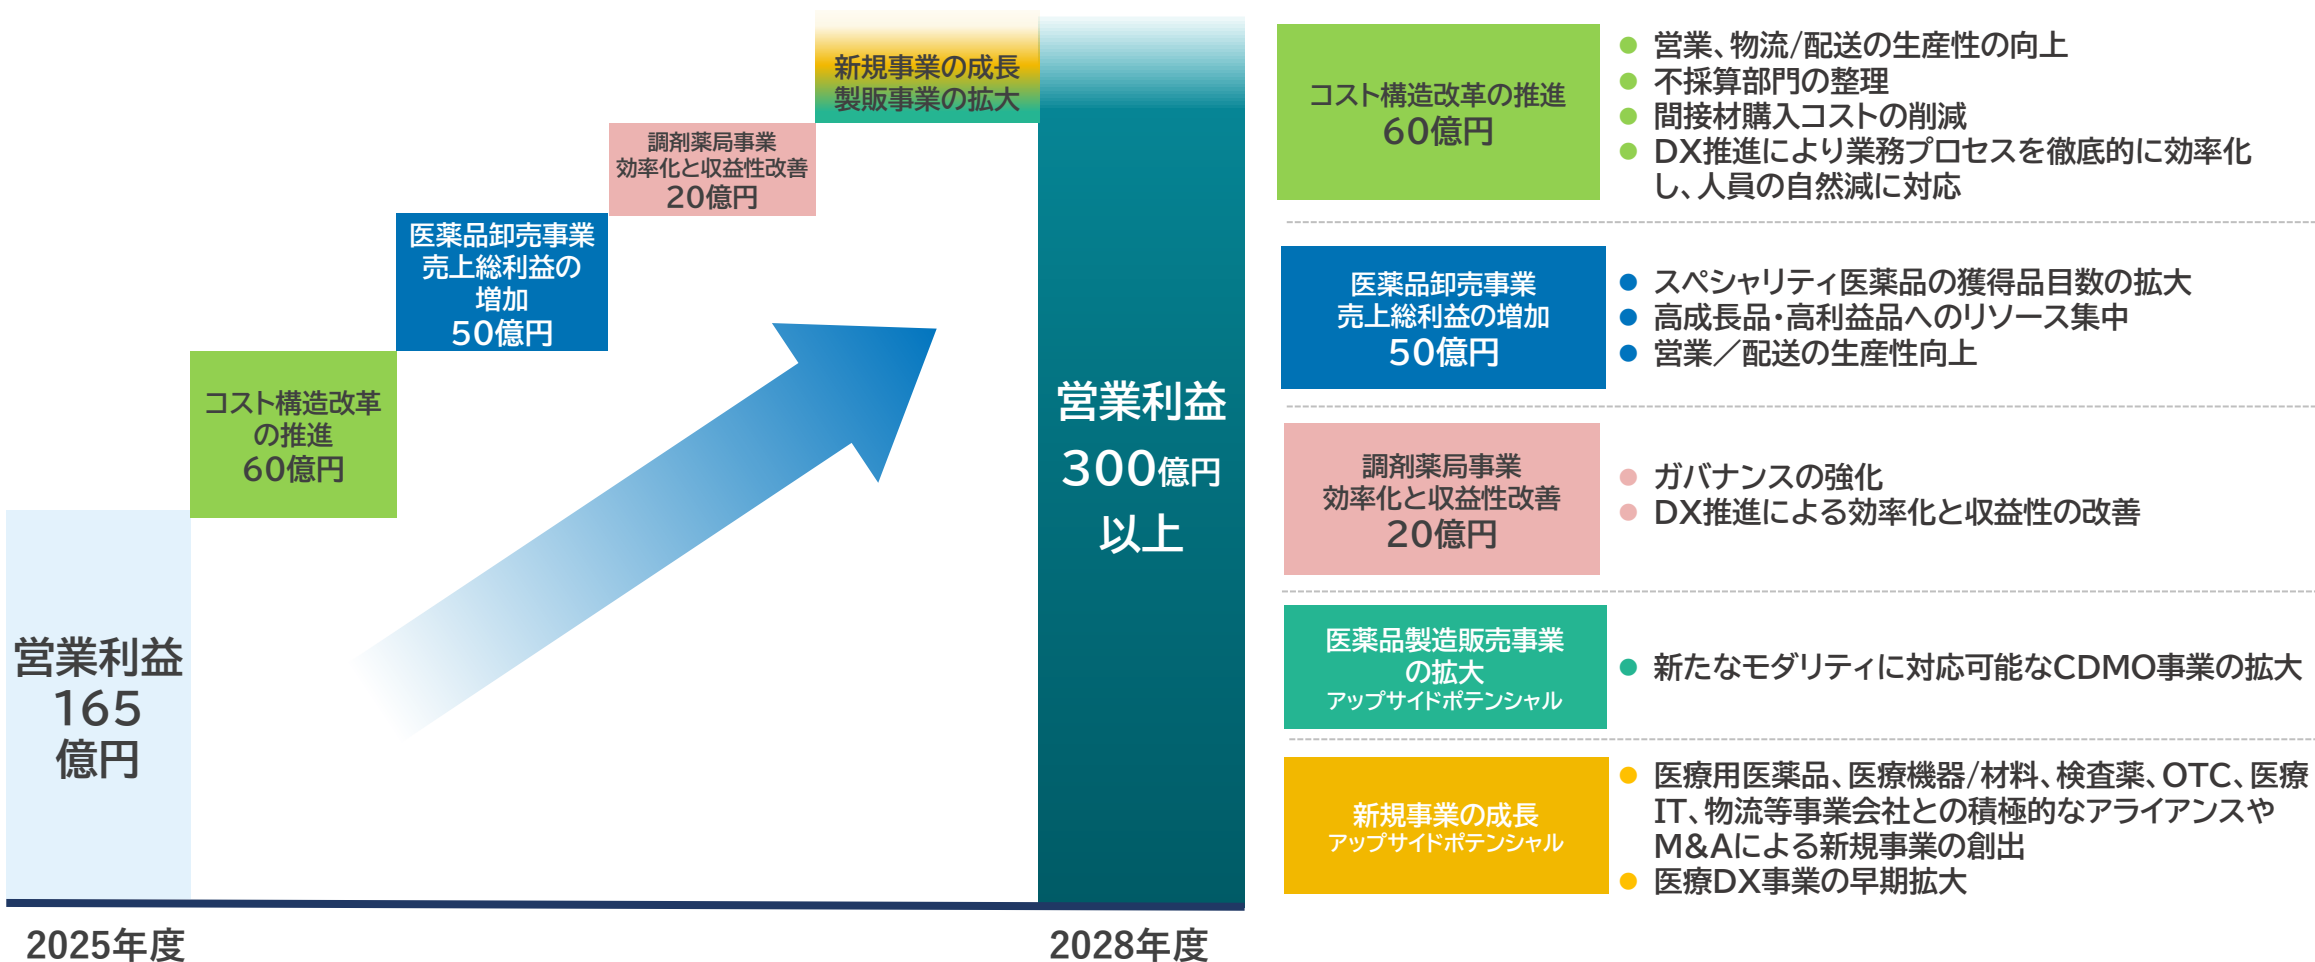 新規事業の成長
製販事業の拡大
調剤薬局事業
効率化と収益性改善
20億円
医薬品卸売事業
売上総利益の
増加
50億円
コスト構造改革
の推進
60億円
営業利益
165
億円
営業利益
300億円
以上
2025年度
2028年度
コスト構造改革の推進
60億円
● 営業、物流/配送の生産性の向上
● 不採算部門の整理
● 間接材購入コストの削減
● DX推進により業務プロセスを徹底的に効率化
し、人員の自然減に対応
医薬品卸売事業
売上総利益の増加
50億円
● スペシャリティ医薬品の獲得品目数の拡大
● 高成長品・高利益品へのリソース集中
● 営業／配送の生産性向上
調剤薬局事業
効率化と収益性改善
20億円
● ガバナンスの強化
● DX推進による効率化と収益性の改善
医薬品製造販売事業
の拡大
アップサイドポテンシャル
● 新たなモダリティに対応可能なCDMO事業の拡大
新規事業の成長
アップサイドポテンシャル
● 医療用医薬品、医療機器/材料、検査薬、OTC、医療
IT、物流等事業会社との積極的なアライアンスや
M&Aによる新規事業の創出
● 医療DX事業の早期拡大